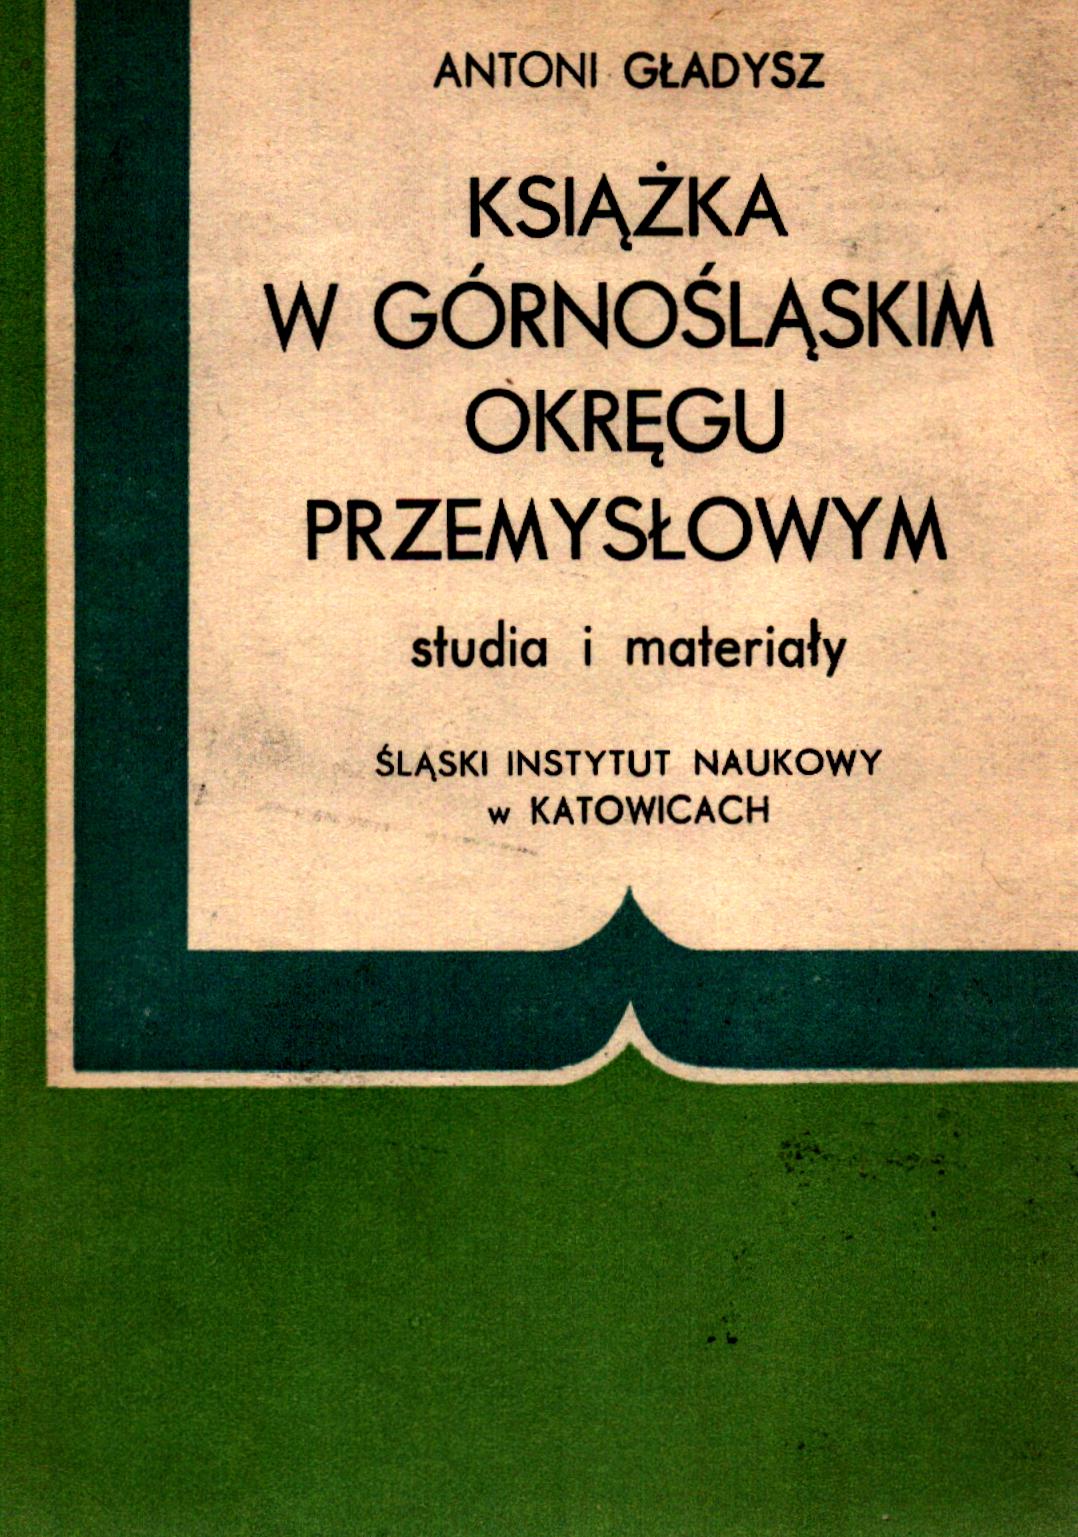 ANTONI GŁADYSZ
KSIĄŻKA
W GÓRNOŚLĄSKIM
OKRĘGU
PRZEMYSŁOWYM
studia i materiały
ŚLĄSKI INSTYTUT NAUKOWY
w KATOWICACH